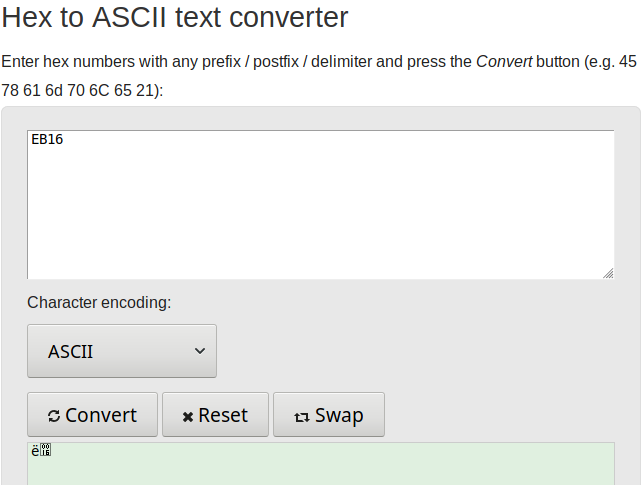 Hex to ASCII text converter
Enter hex numbers with any prefix / postfix / delimiter and press the Convert button (e.g. 45
78 61 6d 70 6C 65 21):
EB16
Character encoding:
ASCII
Convert Reset Swap
ë